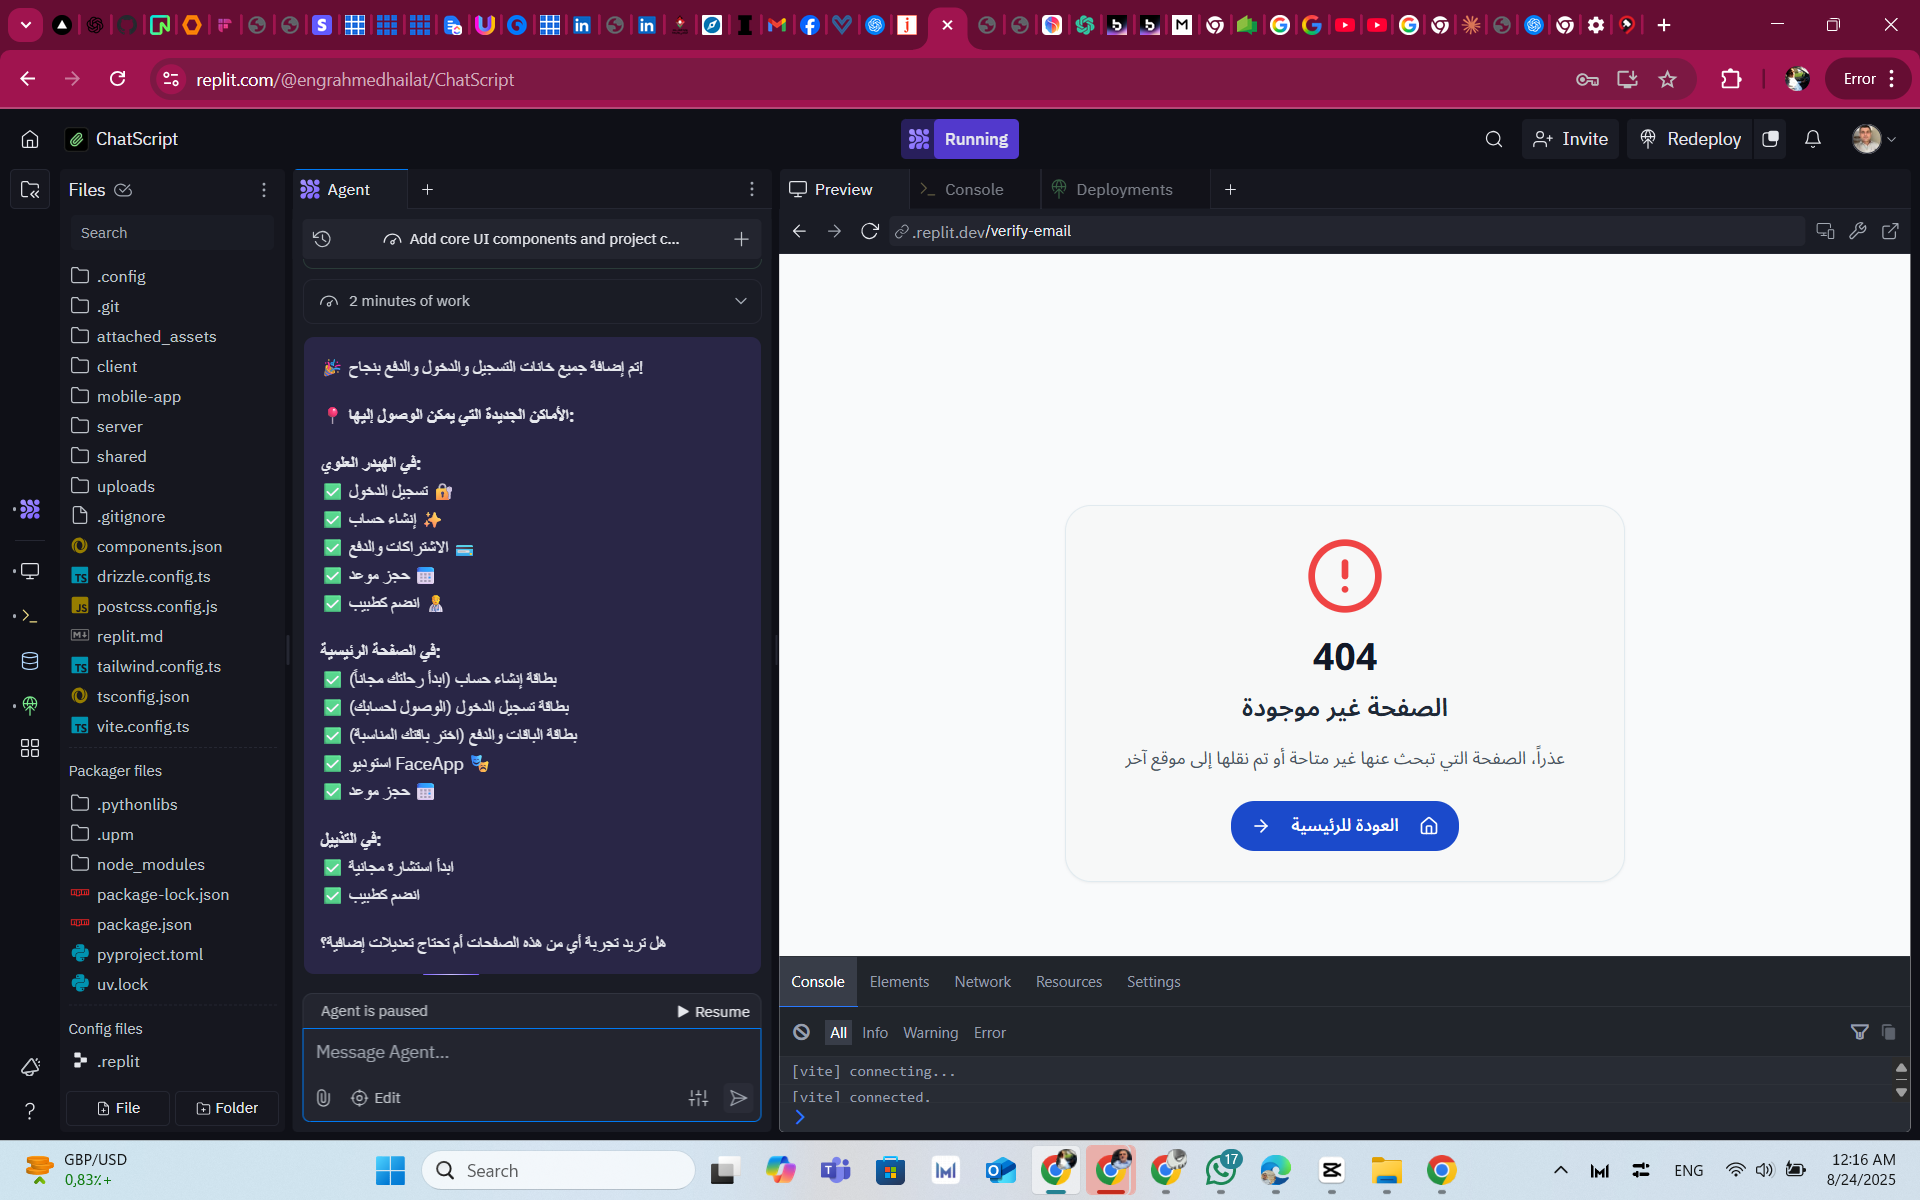 replit.com/@engrahmedhailat/ChatScript
Error
ChatScript
Running
Invite
Redeploy
Files
Agent
Preview
Console
Deployments
Search
Add core UI components and project c...
.replit.dev/verify-email
2 minutes of work
.config
.git
attached_assets
client
mobile-app
server
shared
uploads
.gitignore
components.json
drizzle.config.ts
postcss.config.js
replit.md
tailwind.config.ts
tsconfig.json
vite.config.ts
Packager files
.pythonlibs
.upm
node_modules
package-lock.json
package.json
pyproject.toml
uv.lock
Config files
.replit
File
Folder
🎉 تم إضافة جميع خانات التسجيل والدخول والدفع بنجاح!
📍 الأماكن الجديدة التي يمكن الوصول إليها:
في الهيدر العلوي:
✅ تسجيل الدخول 🔐
✅ إنشاء حساب ✨
✅ الاشتراكات والدفع 💳
✅ حجز موعد 📅
✅ انضم كطبيب 👨‍⚕️
في الصفحة الرئيسية:
✅ بطاقة إنشاء حساب (ابدأ رحلتك مجاناً)
✅ بطاقة تسجيل الدخول (الوصول لحسابك)
✅ بطاقة الباقات والدفع (اختر باقتك المناسبة)
✅ استوديو FaceApp 🎭
✅ حجز موعد 📅
في التذييل:
✅ ابدأ استشارة مجانية
✅ انضم كطبيب
هل تريد تجربة أي من هذه الصفحات أم تحتاج تعديلات إضافية؟
Agent is paused
Resume
Message Agent...
Edit
404
الصفحة غير موجودة
عذراً، الصفحة التي تبحث عنها غير متاحة أو تم نقلها إلى موقع آخر
العودة للرئيسية
Console
Elements
Network
Resources
Settings
All
Info
Warning
Error
[vite] connecting...
[vite] connected.
GBP/USD
0,83٪+
Search
17
ENG
12:16 AM
8/24/2025